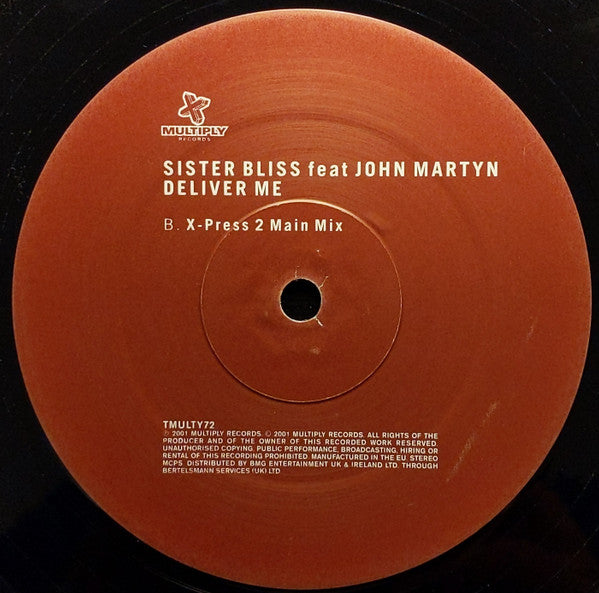 MULTIPLY
RECORDS
SISTER BLISS feat JOHN MARTYN
DELIVER ME
B. X-Press 2 Main Mix
TMULTY72
℗ 2001 MULTIPLY RECORDS. © 2001 MULTIPLY RECORDS. ALL RIGHTS OF THE
PRODUCER AND OF THE OWNER OF THIS RECORDED WORK RESERVED.
UNAUTHORISED COPYING, PUBLIC PERFORMANCE, BROADCASTING, HIRING OR
RENTAL OF THIS RECORDING PROHIBITED. MANUFACTURED IN THE EU. STEREO
MCPS. DISTRIBUTED BY BMG ENTERTAINMENT UK & IRELAND LTD. THROUGH
BERTELSMANN SERVICES (UK) LTD